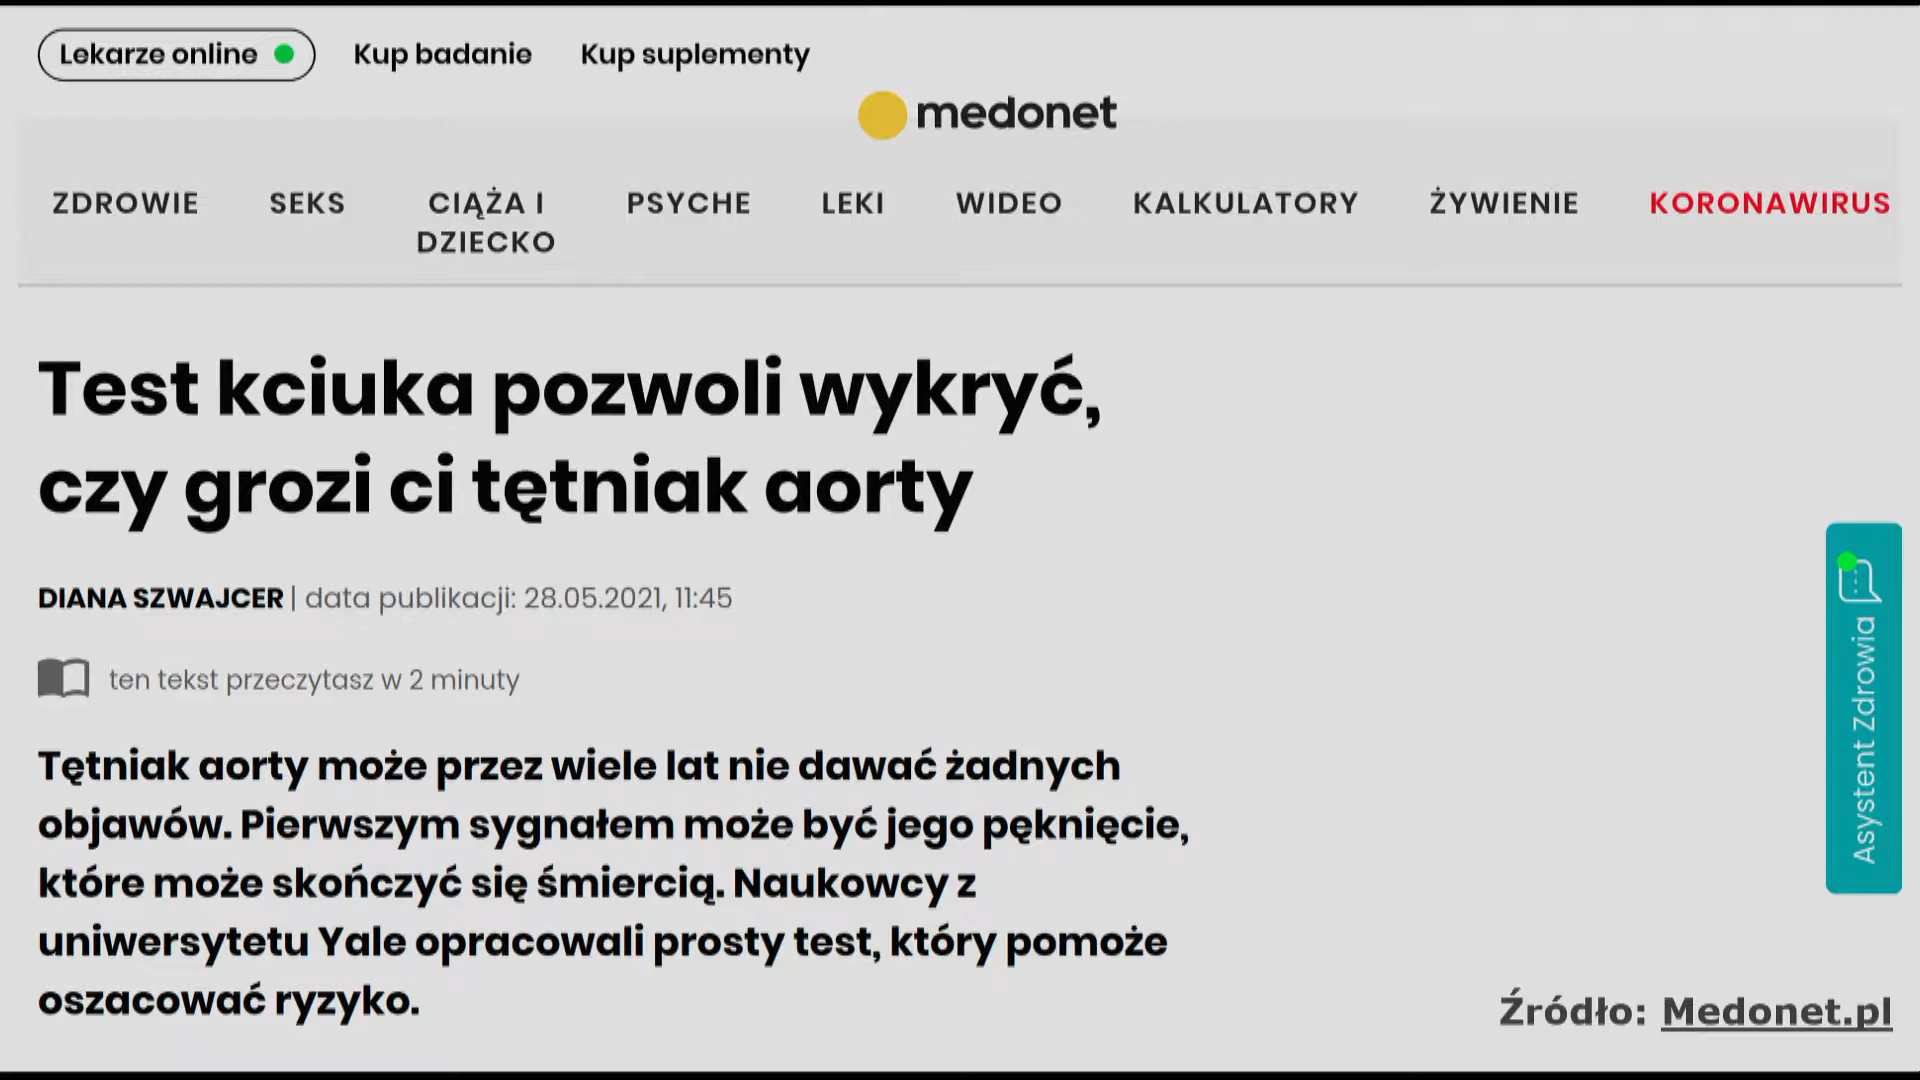 Lekarze online Kup badanie Kup suplementy
medonet
ZDROWIE SEKS CIĄŻA I DZIECKO PSYCHE LEKI WIDEO KALKULATORY ŻYWIENIE KORONAWIRUS
Test kciuka pozwoli wykryć,
czy grozi ci tętniak aorty
DIANA SZWAJCER | data publikacji: 28.05.2021, 11:45
ten tekst przeczytasz w 2 minuty
Tętniak aorty może przez wiele lat nie dawać żadnych
objawów. Pierwszym sygnałem może być jego pęknięcie,
które może skończyć się śmiercią. Naukowcy z
uniwersytetu Yale opracowali prosty test, który pomoże
oszacować ryzyko.
Asystent Zdrowia
Źródło: Medonet.pl